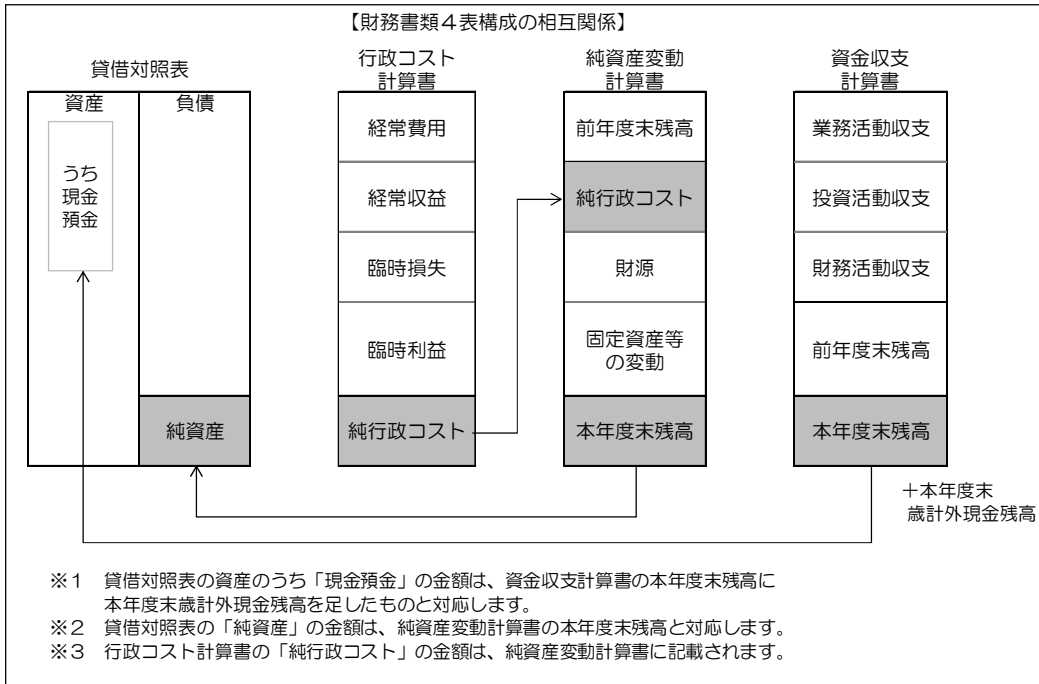 【財務書類４表構成の相互関係】
貸借対照表
資産
負債
うち
現金
預金
純資産
行政コスト
計算書
経常費用
経常収益
臨時損失
臨時利益
純行政コスト
純資産変動
計算書
前年度末残高
純行政コスト
財源
固定資産等
の変動
本年度末残高
資金収支
計算書
業務活動収支
投資活動収支
財務活動収支
前年度末残高
本年度末残高
＋本年度末
歳計外現金残高
※１　貸借対照表の資産のうち「現金預金」の金額は、資金収支計算書の本年度末残高に
本年度末歳計外現金残高を足したものと対応します。
※２　貸借対照表の「純資産」の金額は、純資産変動計算書の本年度末残高と対応します。
※３　行政コスト計算書の「純行政コスト」の金額は、純資産変動計算書に記載されます。